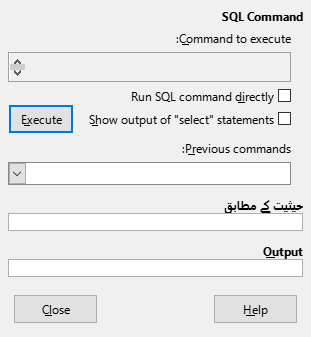 SQL Command
:Command to execute
Run SQL command directly
Execute
Show output of "select" statements
:Previous commands
حیثیت کے مطابق
Output
Close
Help